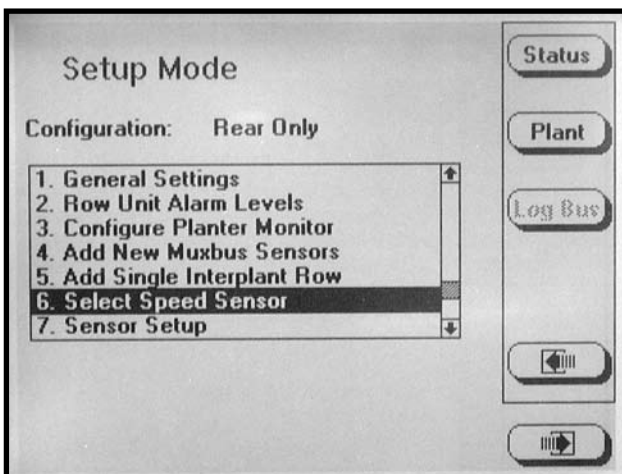 Setup Mode
Configuration: Rear Only
1. General Settings
2. Row Unit Alarm Levels
3. Configure Planter Monitor
4. Add New Muxbus Sensors
5. Add Single Interplant Row
6. Select Speed Sensor
7. Sensor Setup
Status
Plant
Log Bus